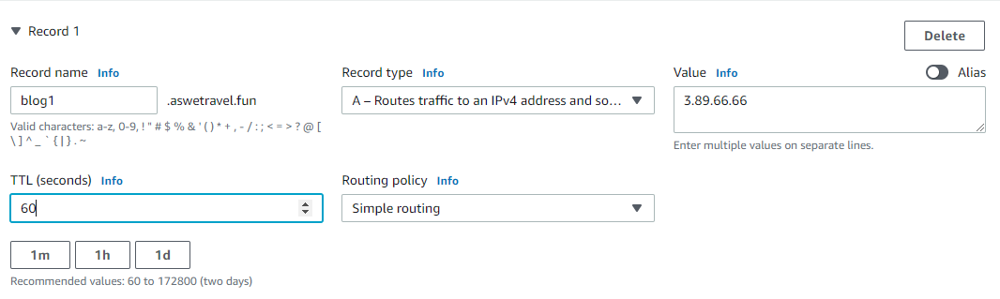 Record 1
Delete
Record name Info
blog1 .aswetravel.fun
Valid characters: a-z, 0-9, ! " # $ % & ' ( ) * + , - / : ; < = > ? @ [
\ ] ^ _ ` { | } . ~
Record type Info
A – Routes traffic to an IPv4 address and so...
Value Info
Alias
3.89.66.66
Enter multiple values on separate lines.
TTL (seconds) Info
60
Routing policy Info
Simple routing
1m 1h 1d
Recommended values: 60 to 172800 (two days)